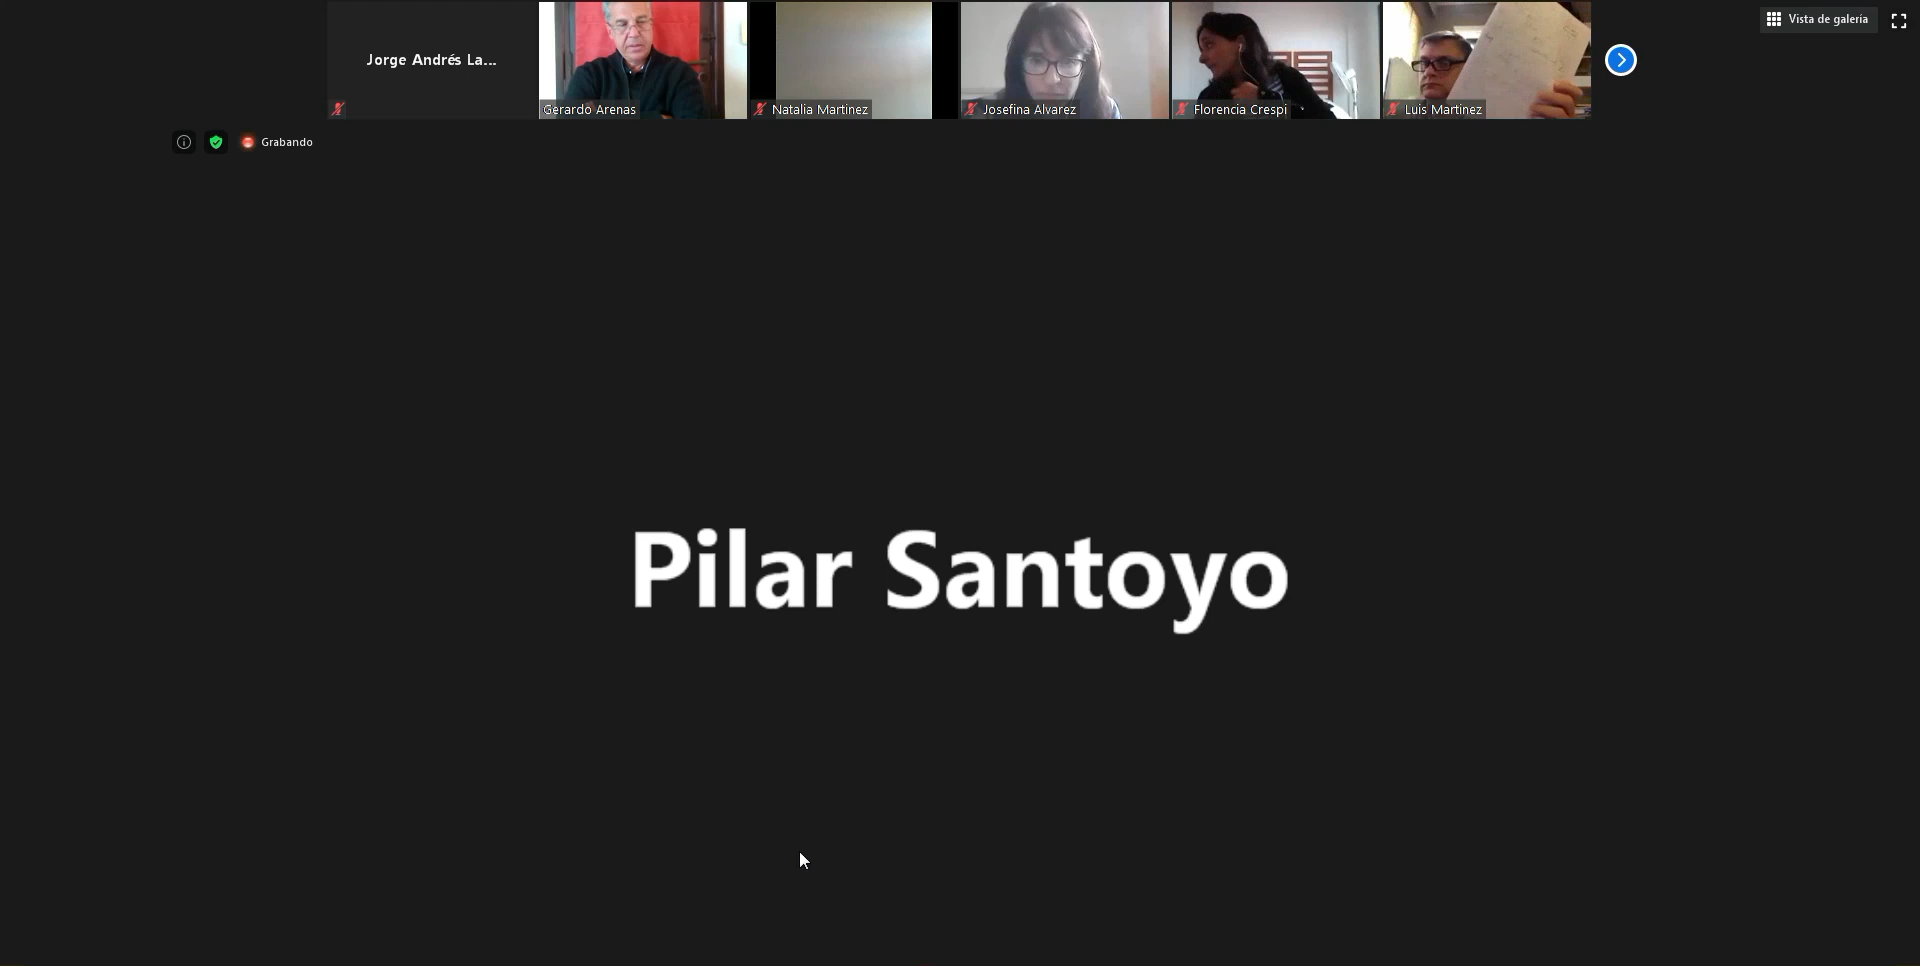 Jorge Andrés La...
Gerardo Arenas
Natalia Martinez
Josefina Alvarez
Florencia Crespi
Luis Martinez
Vista de galería
Grabando
Pilar Santoyo